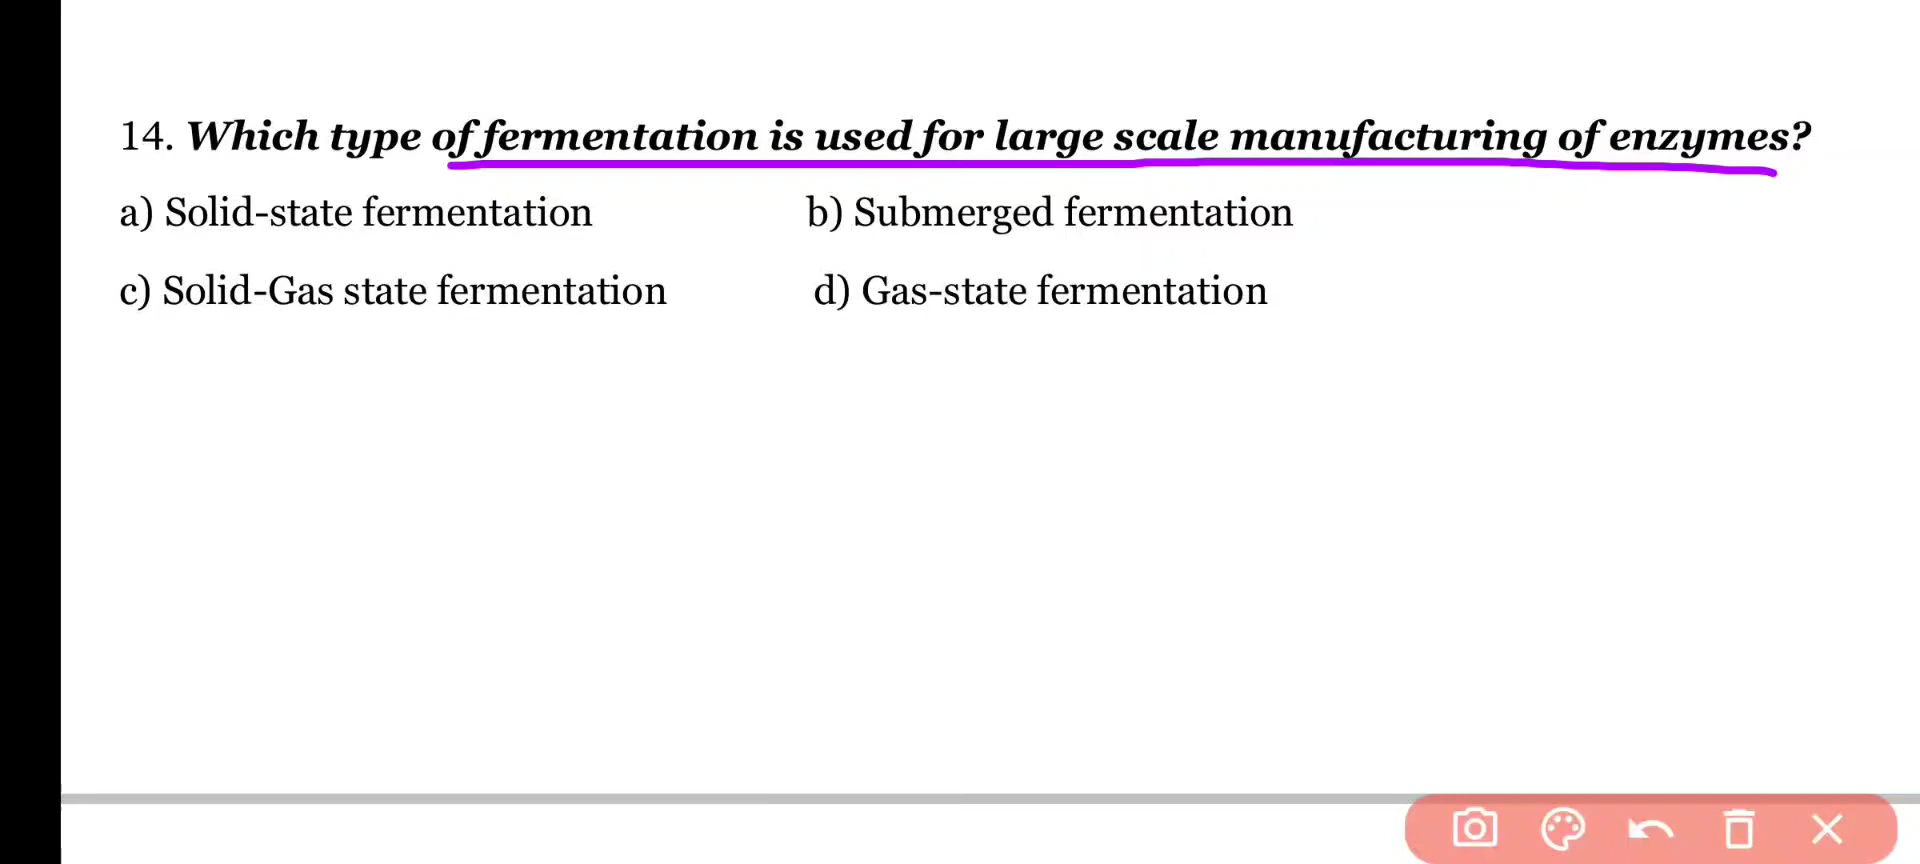 14. Which type of fermentation is used for large scale manufacturing of enzymes?
a) Solid-state fermentation b) Submerged fermentation
c) Solid-Gas state fermentation d) Gas-state fermentation